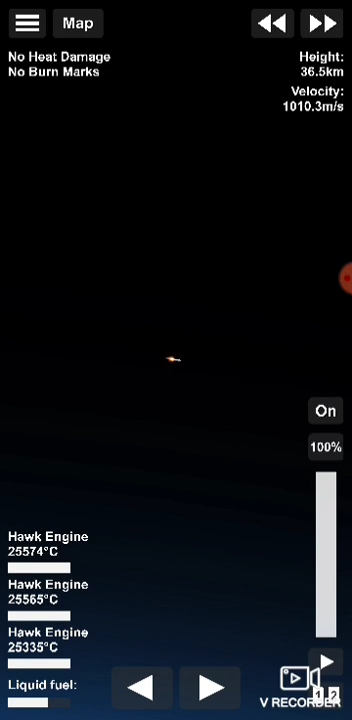 Map
No Heat Damage
No Burn Marks
Height:
36.5km
Velocity:
1010.3m/s
On
100%
Hawk Engine
25574°C
Hawk Engine
25565°C
Hawk Engine
25335°C
Liquid fuel:
V RECORDER